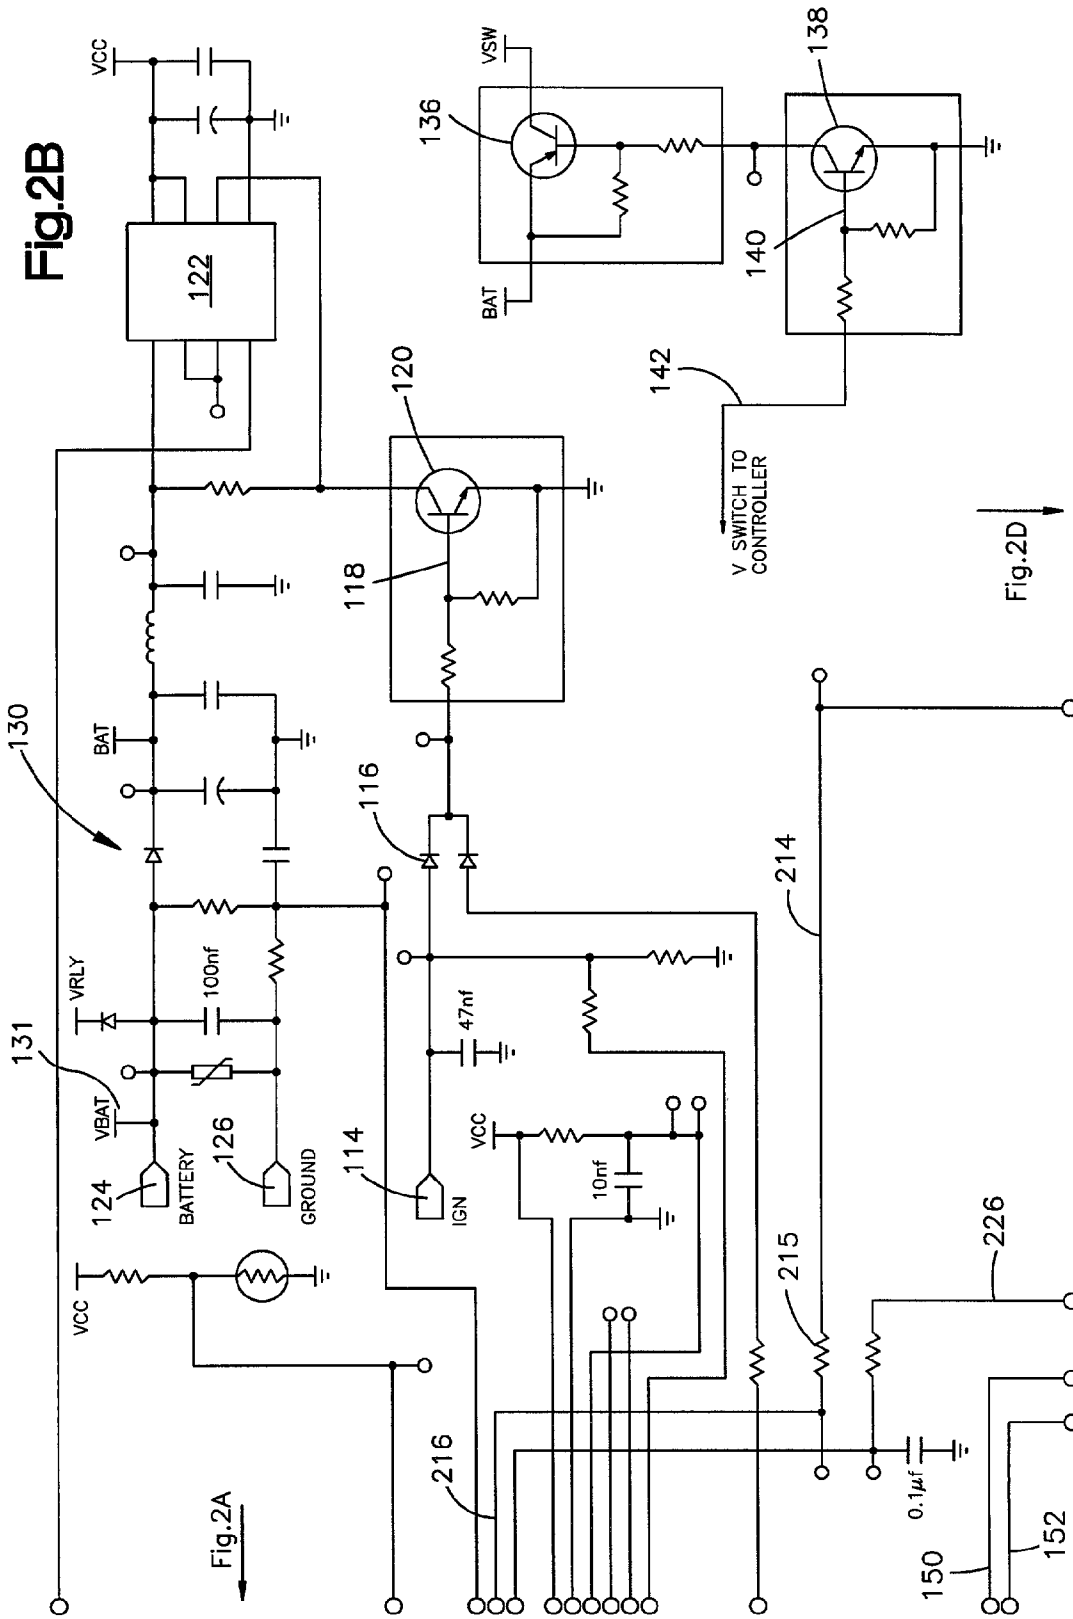 Fig.2B
VCC
122
136
VSW
BAT
138
140
142
V SWITCH TO
CONTROLLER
Fig.2D
120
118
130
BAT
116
VRLY
131
VBAT
100nf
124
BATTERY
126
GROUND
47nf
114
IGN
VCC
10nf
VCC
214
215
226
216
Fig.2A
0.1μf
150
152